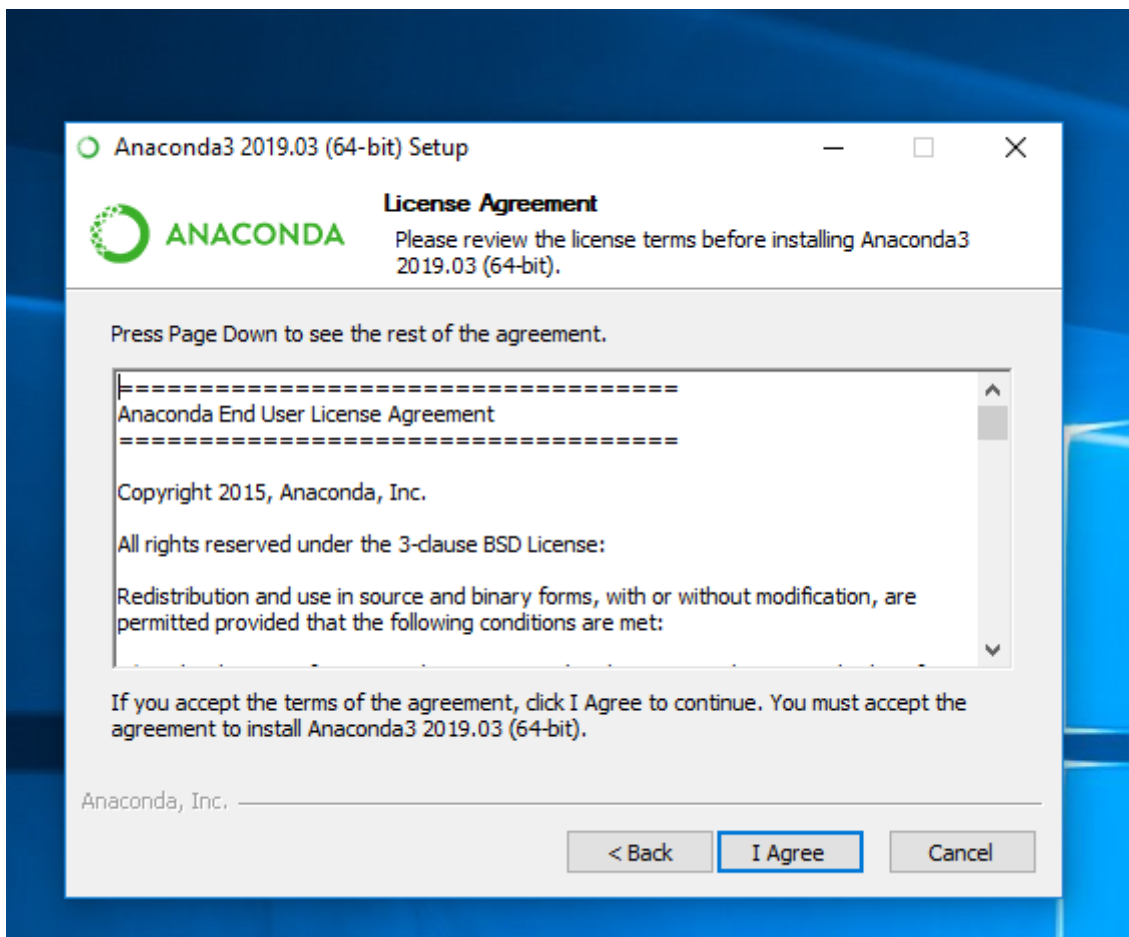 Anaconda3 2019.03 (64-bit) Setup
ANACONDA
License Agreement
Please review the license terms before installing Anaconda3
2019.03 (64-bit).
Press Page Down to see the rest of the agreement.
===================================
Anaconda End User License Agreement
===================================
Copyright 2015, Anaconda, Inc.
All rights reserved under the 3-clause BSD License:
Redistribution and use in source and binary forms, with or without modification, are
permitted provided that the following conditions are met:
If you accept the terms of the agreement, click I Agree to continue. You must accept the
agreement to install Anaconda3 2019.03 (64-bit).
Anaconda, Inc.
< Back
I Agree
Cancel